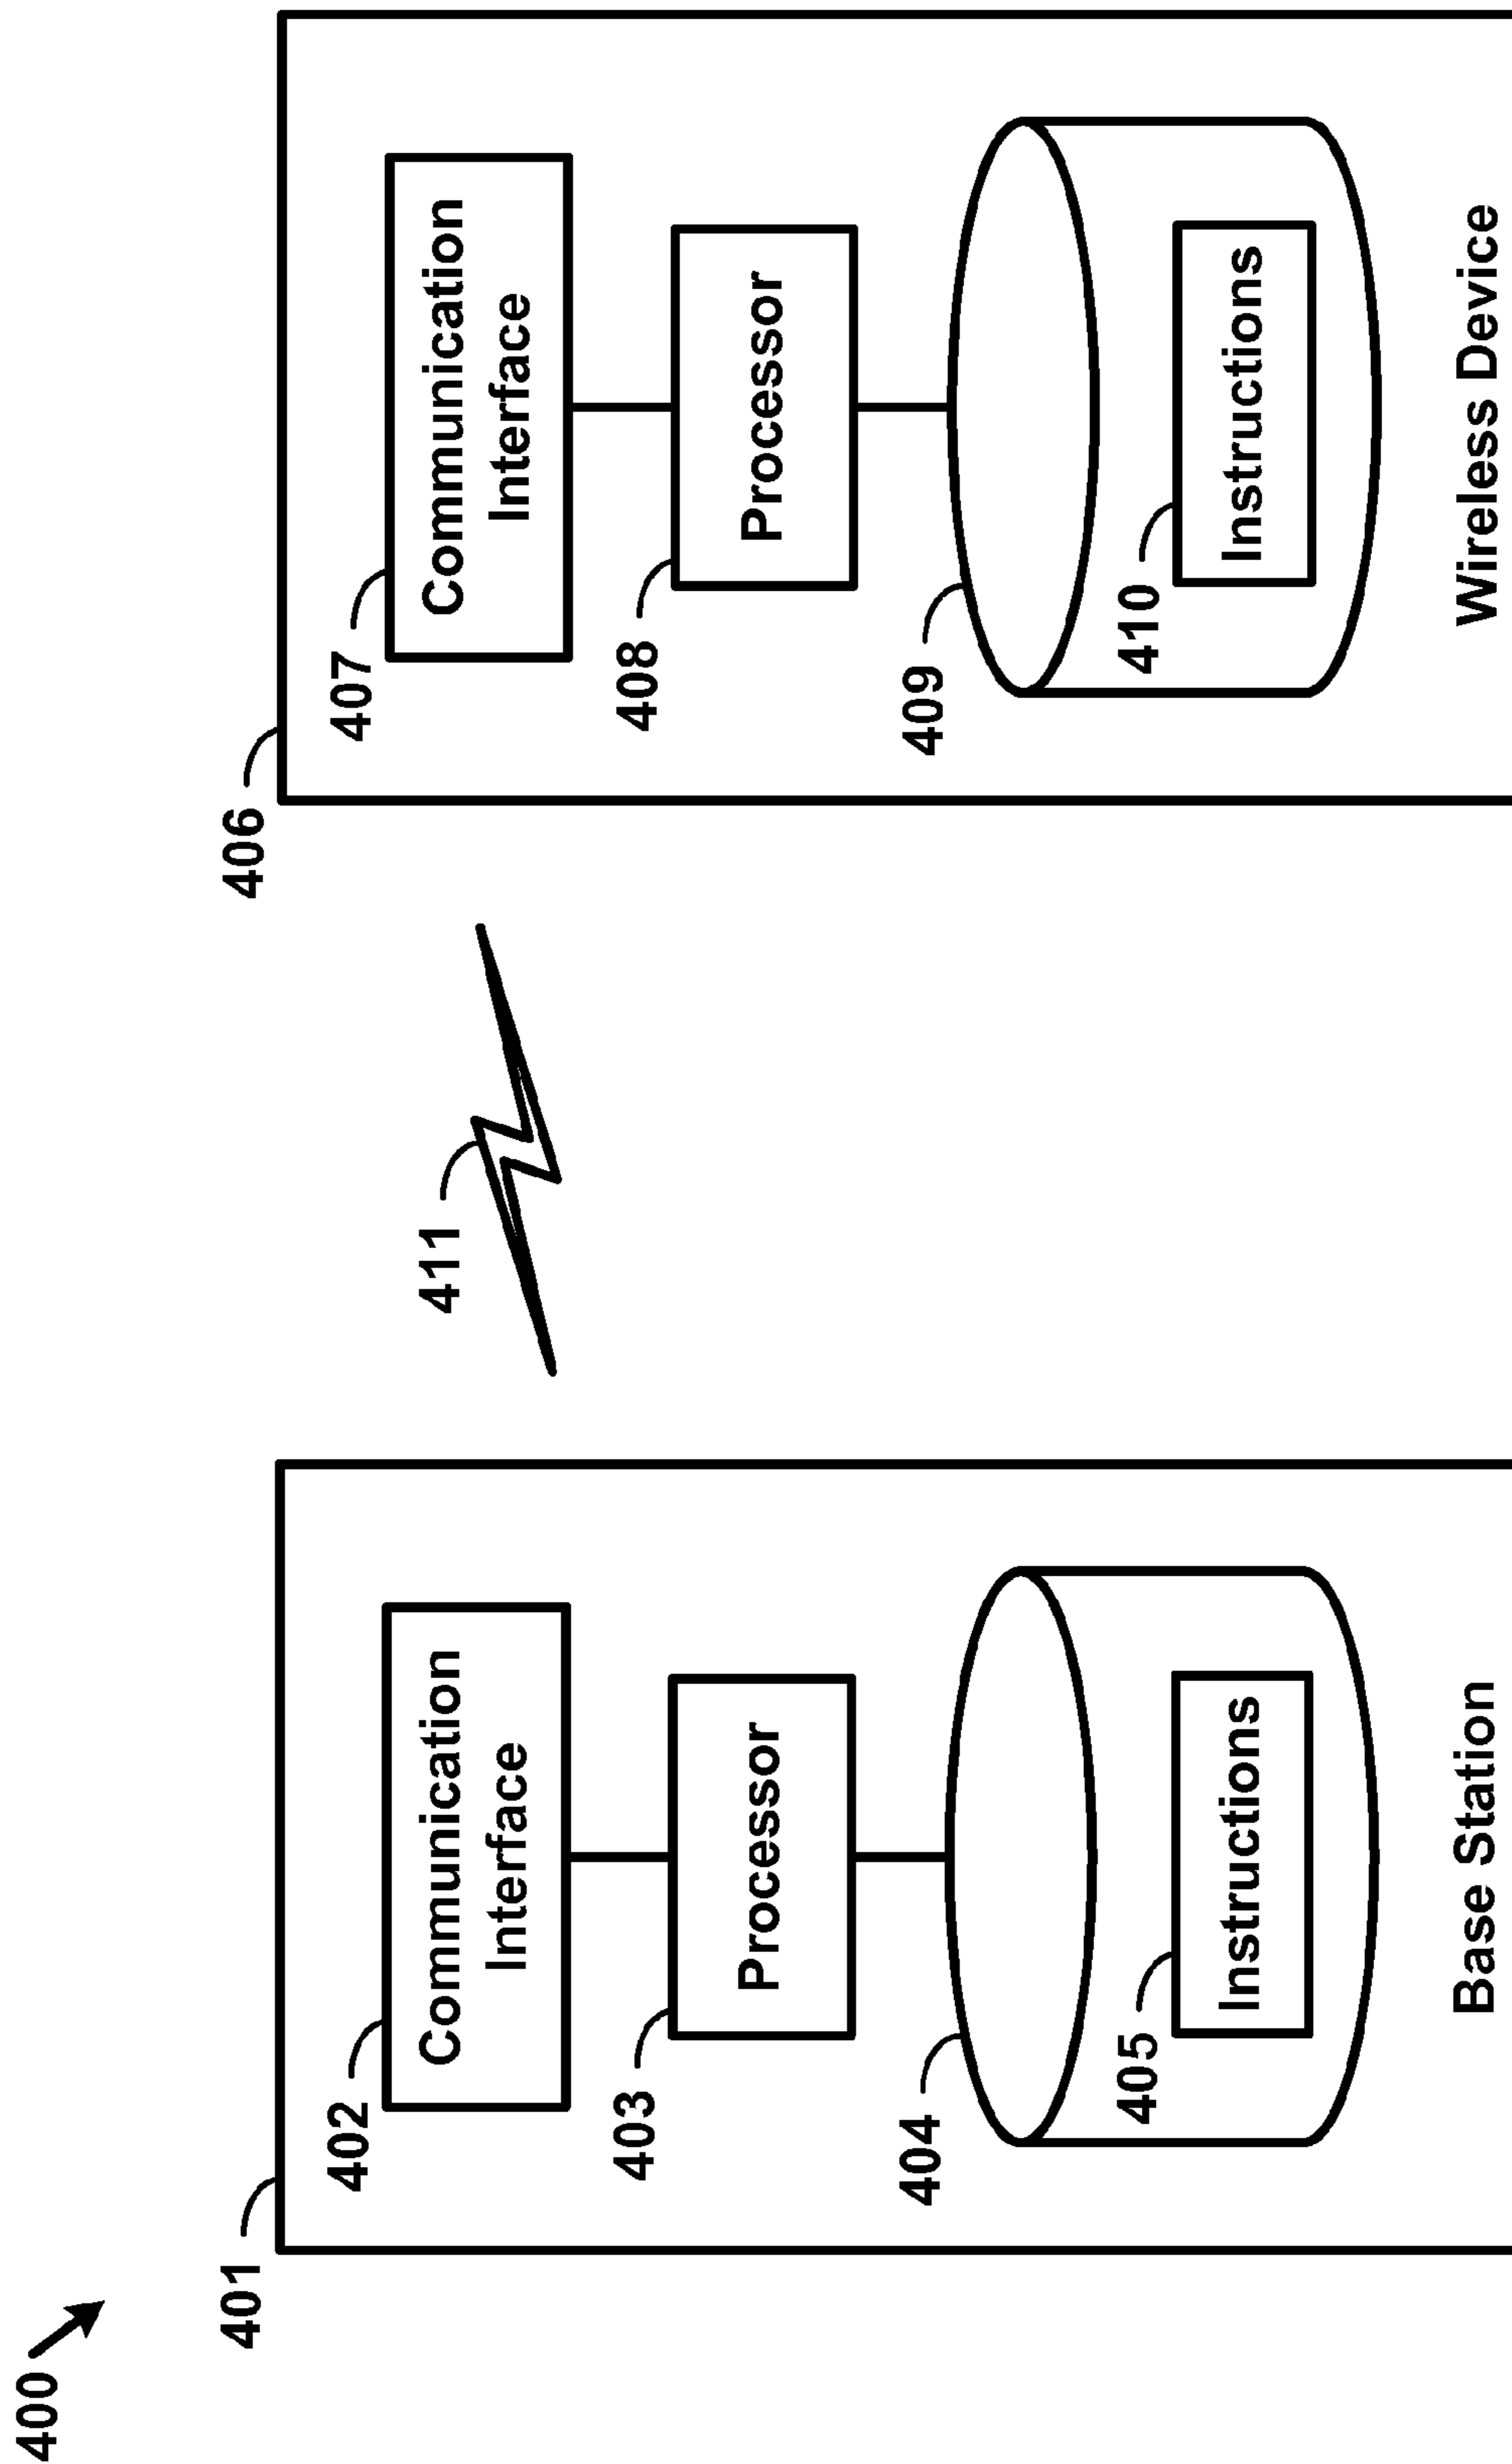 400
401
402
Communication
Interface
403
Processor
404
405
Instructions
Base Station
411
406
407
Communication
Interface
408
Processor
409
410
Instructions
Wireless Device